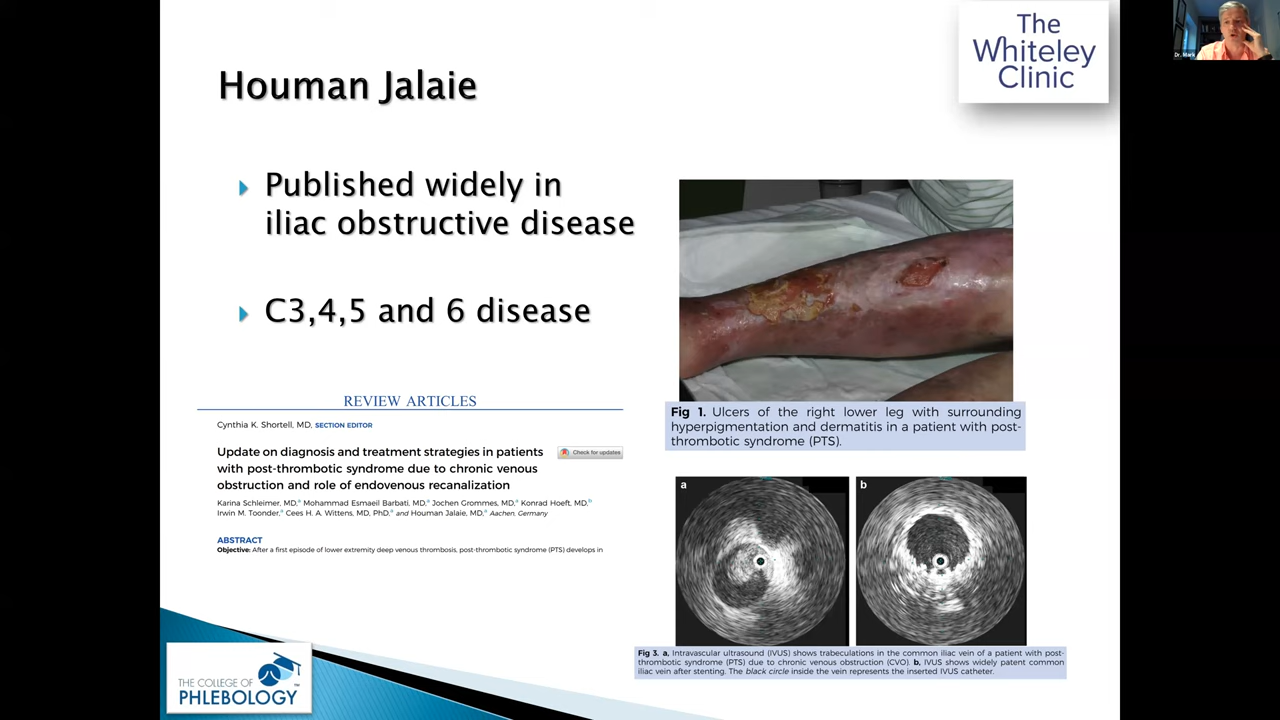 The
Whiteley
Clinic
Dr. Mark
Houman Jalaie
Published widely in
iliac obstructive disease
C3,4,5 and 6 disease
REVIEW ARTICLES
Cynthia K. Shortell, MD, SECTION EDITOR
Update on diagnosis and treatment strategies in patients
with post-thrombotic syndrome due to chronic venous
obstruction and role of endovenous recanalization
Check for updates
Karina Schleimer, MD,a Mohammad Esmaeil Barbati, MD,a Jochen Grommes, MD,a Konrad Hoeft, MD,b
Irwin M. Toonder,a Cees H. A. Wittens, MD, PhD,a and Houman Jalaie, MD,a Aachen, Germany
ABSTRACT
Objective: After a first episode of lower extremity deep venous thrombosis, post-thrombotic syndrome (PTS) develops in
Fig 1. Ulcers of the right lower leg with surrounding
hyperpigmentation and dermatitis in a patient with post-
thrombotic syndrome (PTS).
a
b
Fig 3. a, Intravascular ultrasound (IVUS) shows trabeculations in the common iliac vein of a patient with post-
thrombotic syndrome (PTS) due to chronic venous obstruction (CVO). b, IVUS shows widely patent common
iliac vein after stenting. The black circle inside the vein represents the inserted IVUS catheter.
THE COLLEGE OF
PHLEBOLOGY™